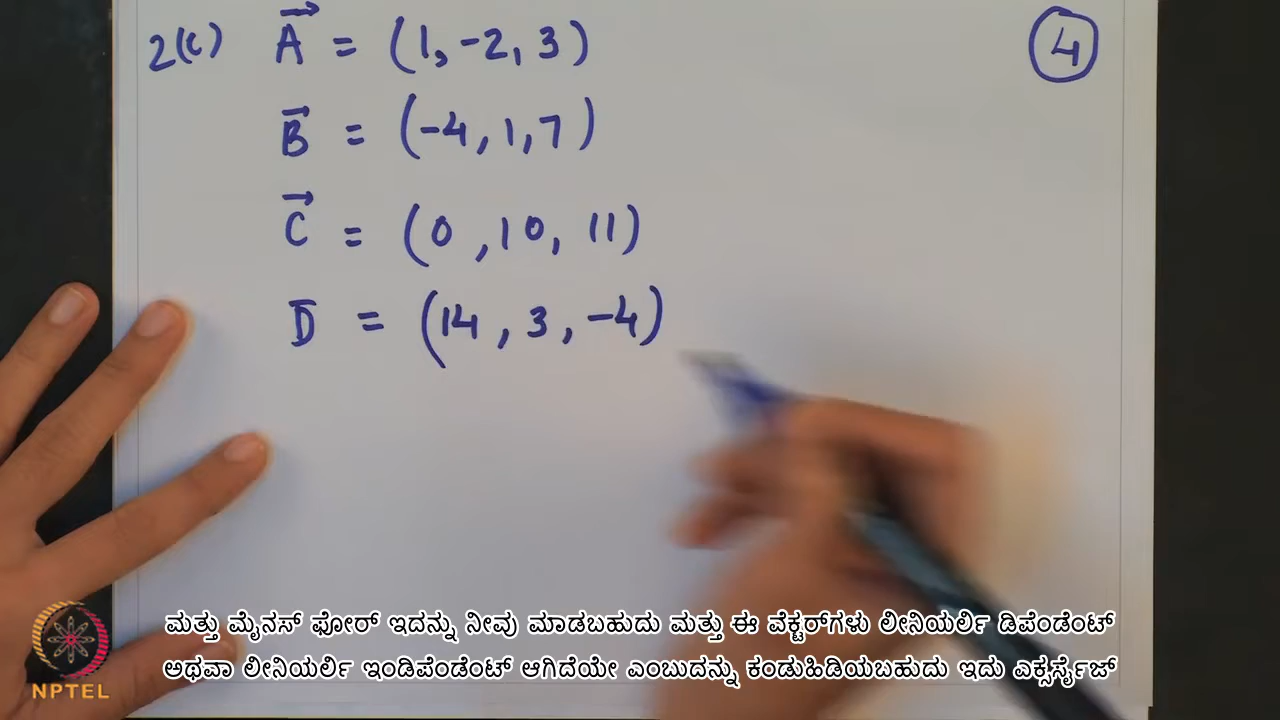 2(c) A⃗ = (1, -2, 3)
4
B⃗ = (-4, 1, 7)
C⃗ = (0, 10, 11)
D̅ = (14, 3, -4)
ಮತ್ತು ಮೈನಸ್ ಫೋರ್ ಇದನ್ನು ನೀವು ಮಾಡಬಹುದು ಮತ್ತು ಈ ವೆಕ್ಟರ್‌ಗಳು ಲೀನಿಯರ್ಲಿ ಡಿಪೆಂಡೆಂಟ್
ಅಥವಾ ಲೀನಿಯರ್ಲಿ ಇಂಡಿಪೆಂಡೆಂಟ್ ಆಗಿದೆಯೇ ಎಂಬುದನ್ನು ಕಂಡುಹಿಡಿಯಬಹುದು ಇದು ಎಕ್ಸರ್ಸೈಜ್
NPTEL